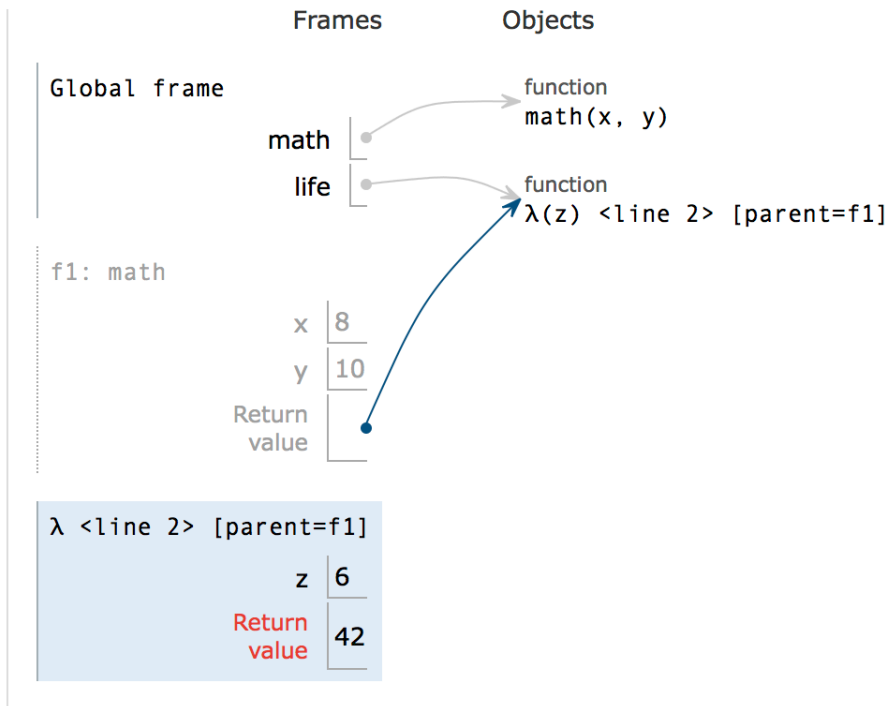 Frames Objects
Global frame
function
math(x, y)
math
life
function
λ(z) <line 2> [parent=f1]
f1: math
x 8
y 10
Return
value
λ <line 2> [parent=f1]
z 6
Return
value
42